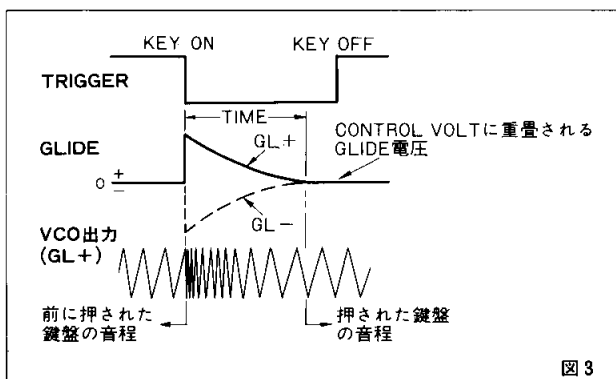 KEY ON
KEY OFF
TRIGGER
TIME
CONTROL VOLTに重畳される
GLIDE電圧
GLIDE
GL+
+
0
−
GL−
VCO出力
(GL+)
前に押された
鍵盤の音程
押された鍵盤
の音程
図3